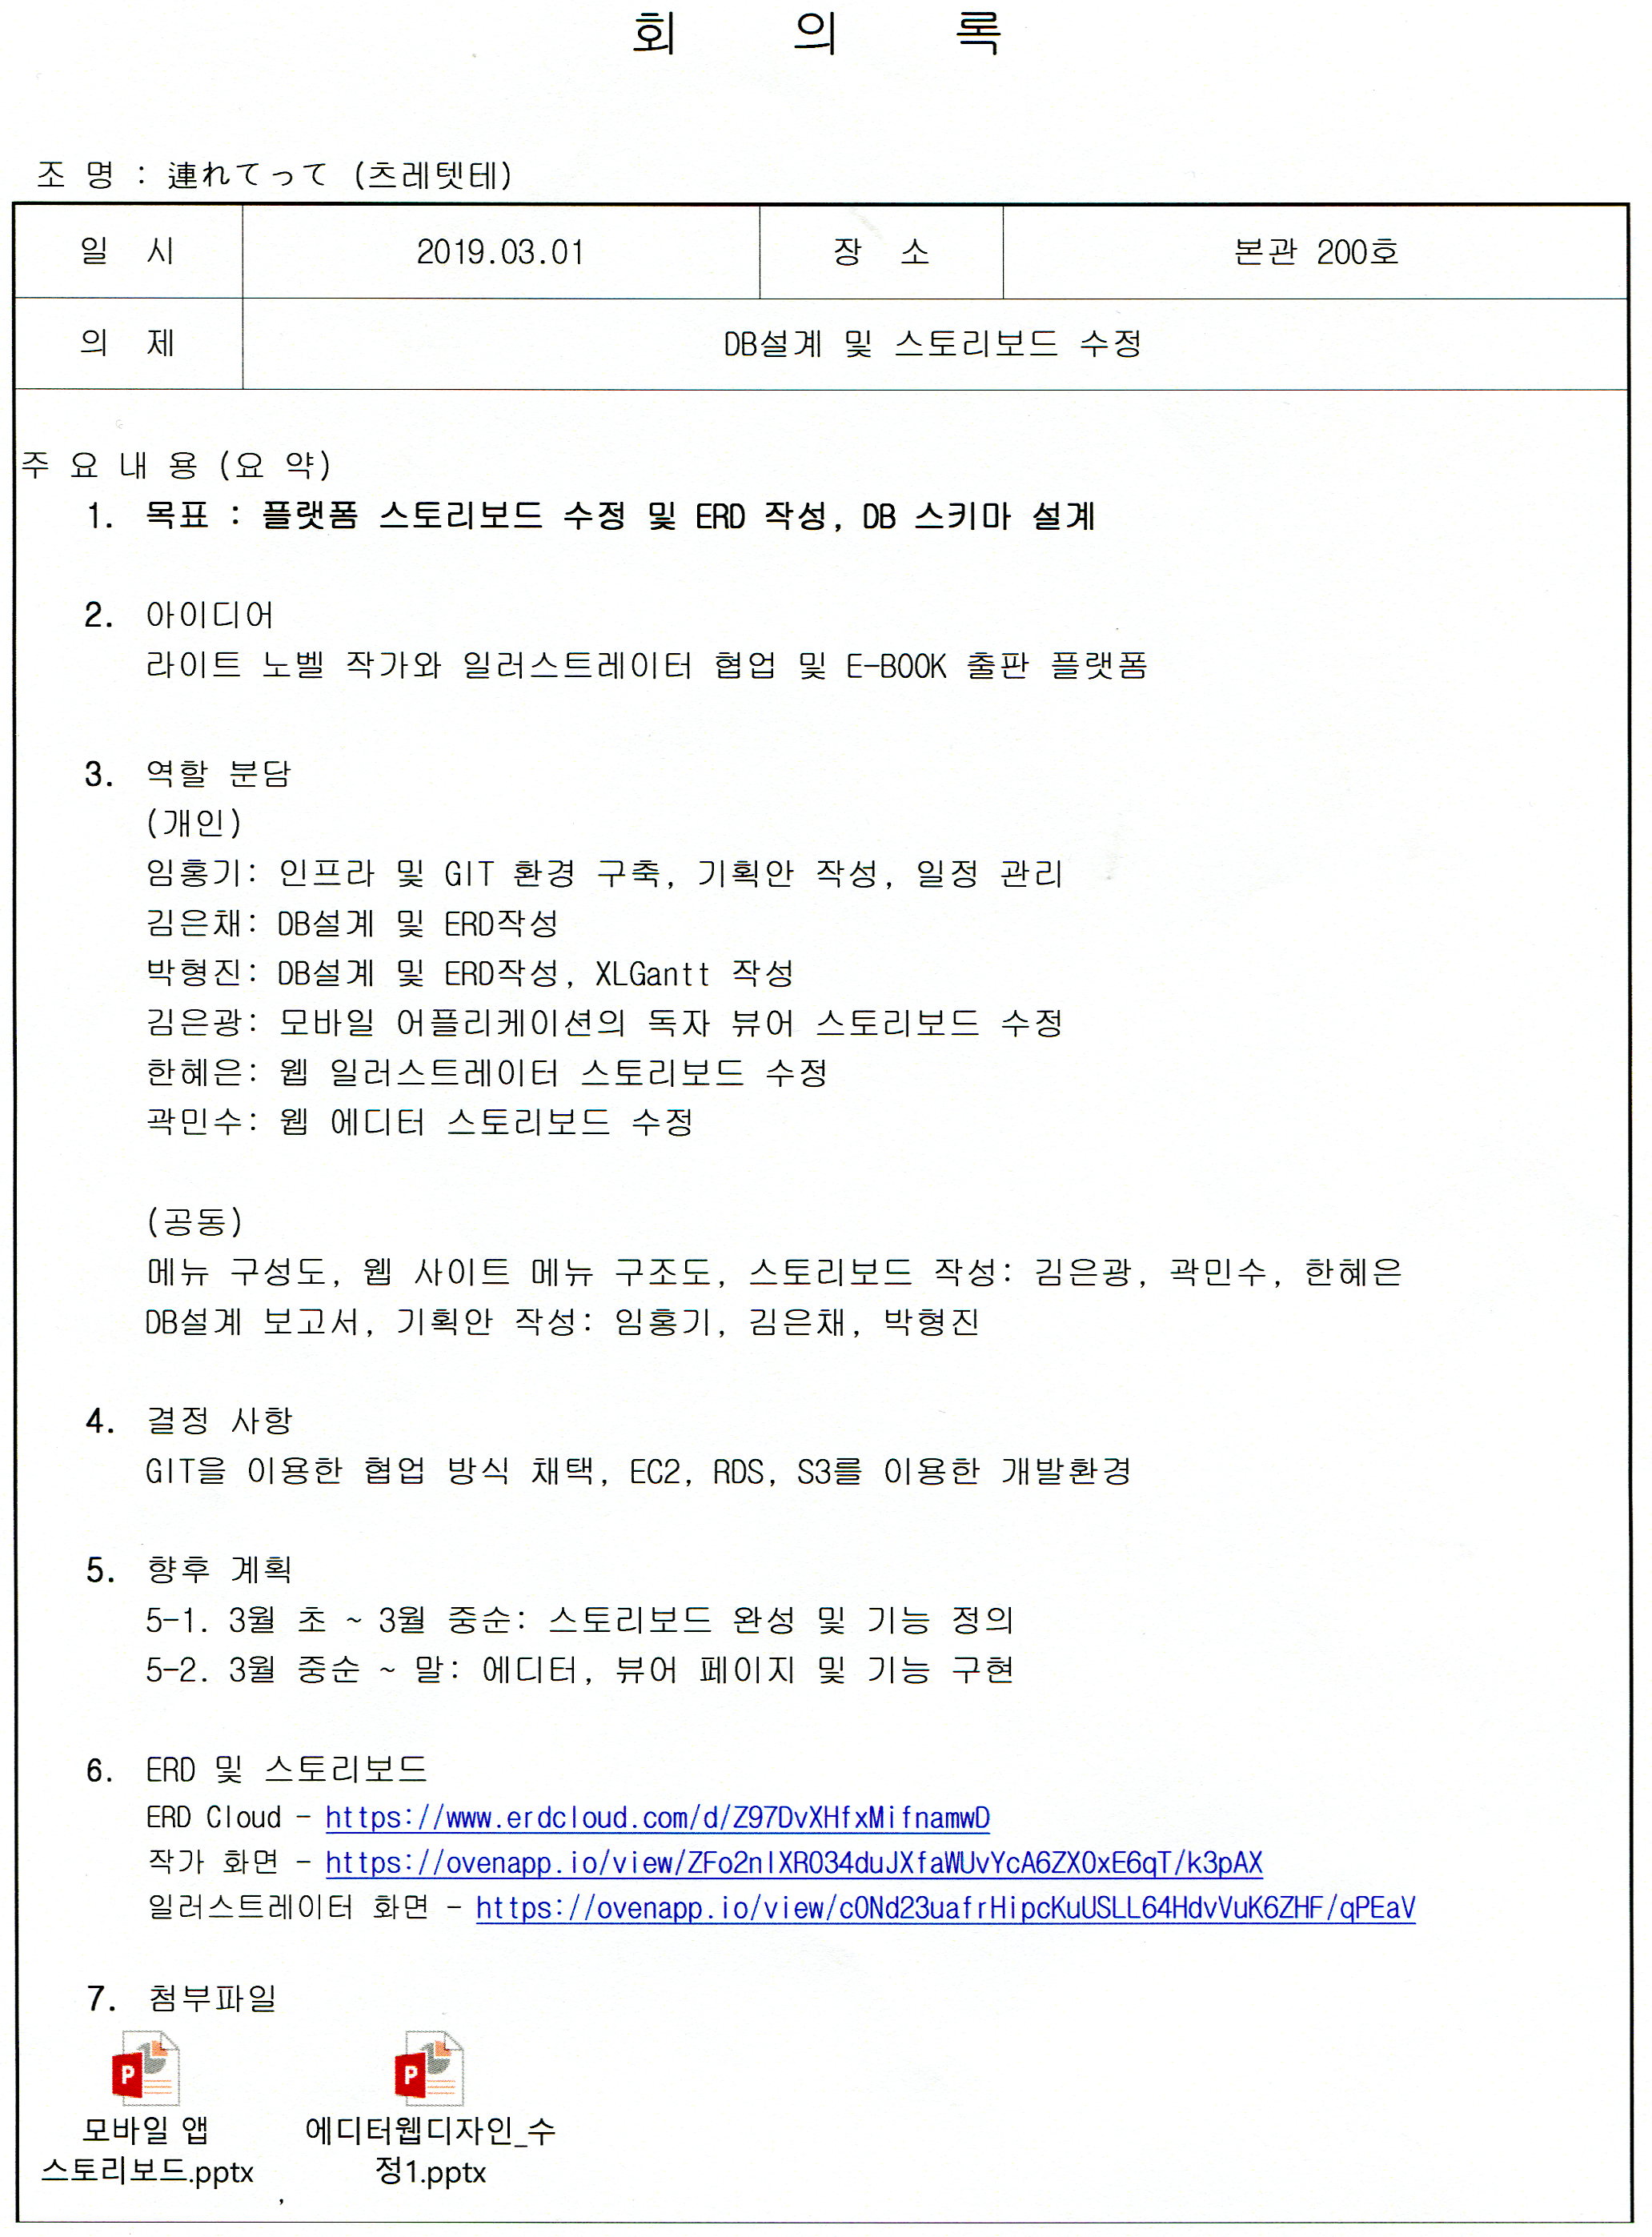 회 의 록
조 명 : 連れてって (츠레텟테)
일 시 2019.03.01 장 소 본관 200호
의 제 DB설계 및 스토리보드 수정
주 요 내 용 (요 약)
1. 목표 : 플랫폼 스토리보드 수정 및 ERD 작성, DB 스키마 설계
2. 아이디어
라이트 노벨 작가와 일러스트레이터 협업 및 E-BOOK 출판 플랫폼
3. 역할 분담
(개인)
임홍기: 인프라 및 GIT 환경 구축, 기획안 작성, 일정 관리
김은채: DB설계 및 ERD작성
박형진: DB설계 및 ERD작성, XLGantt 작성
김은광: 모바일 어플리케이션의 독자 뷰어 스토리보드 수정
한혜은: 웹 일러스트레이터 스토리보드 수정
곽민수: 웹 에디터 스토리보드 수정
(공동)
메뉴 구성도, 웹 사이트 메뉴 구조도, 스토리보드 작성: 김은광, 곽민수, 한혜은
DB설계 보고서, 기획안 작성: 임홍기, 김은채, 박형진
4. 결정 사항
GIT을 이용한 협업 방식 채택, EC2, RDS, S3를 이용한 개발환경
5. 향후 계획
5-1. 3월 초 ~ 3월 중순: 스토리보드 완성 및 기능 정의
5-2. 3월 중순 ~ 말: 에디터, 뷰어 페이지 및 기능 구현
6. ERD 및 스토리보드
ERD Cloud - https://www.erdcloud.com/d/Z97DvXHfxMifnamwD
작가 화면 - https://ovenapp.io/view/ZFo2nlXRO34duJXfaWUvYcA6ZX0xE6qT/k3pAX
일러스트레이터 화면 - https://ovenapp.io/view/c0Nd23uafrHipcKuUSLL64HdvVuK6ZHF/qPEaV
7. 첨부파일
모바일 앱 스토리보드.pptx
에디터웹디자인_수정1.pptx